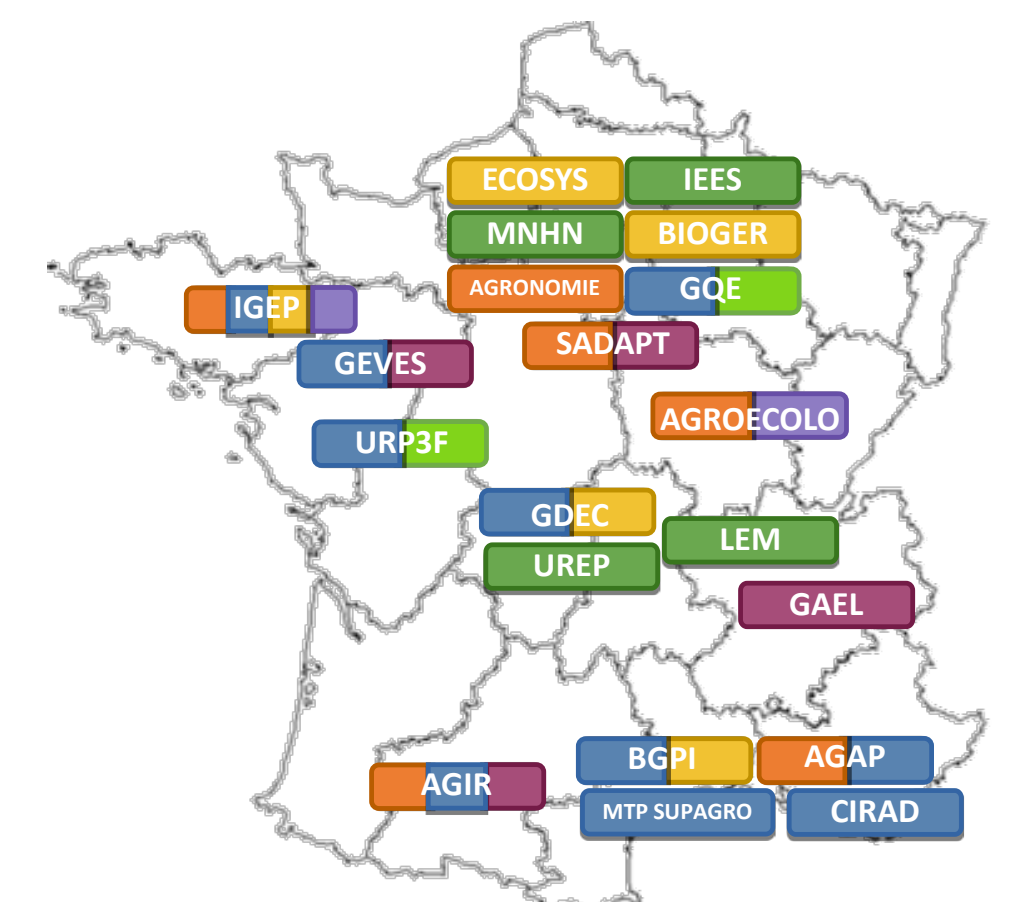 ECOSYS
IEES
MNHN
BIOGER
AGRONOMIE
GQE
IGEP
SADAPT
GEVES
AGROECOLO
URP3F
GDEC
LEM
UREP
GAEL
BGPI
AGAP
AGIR
MTP SUPAGRO
CIRAD